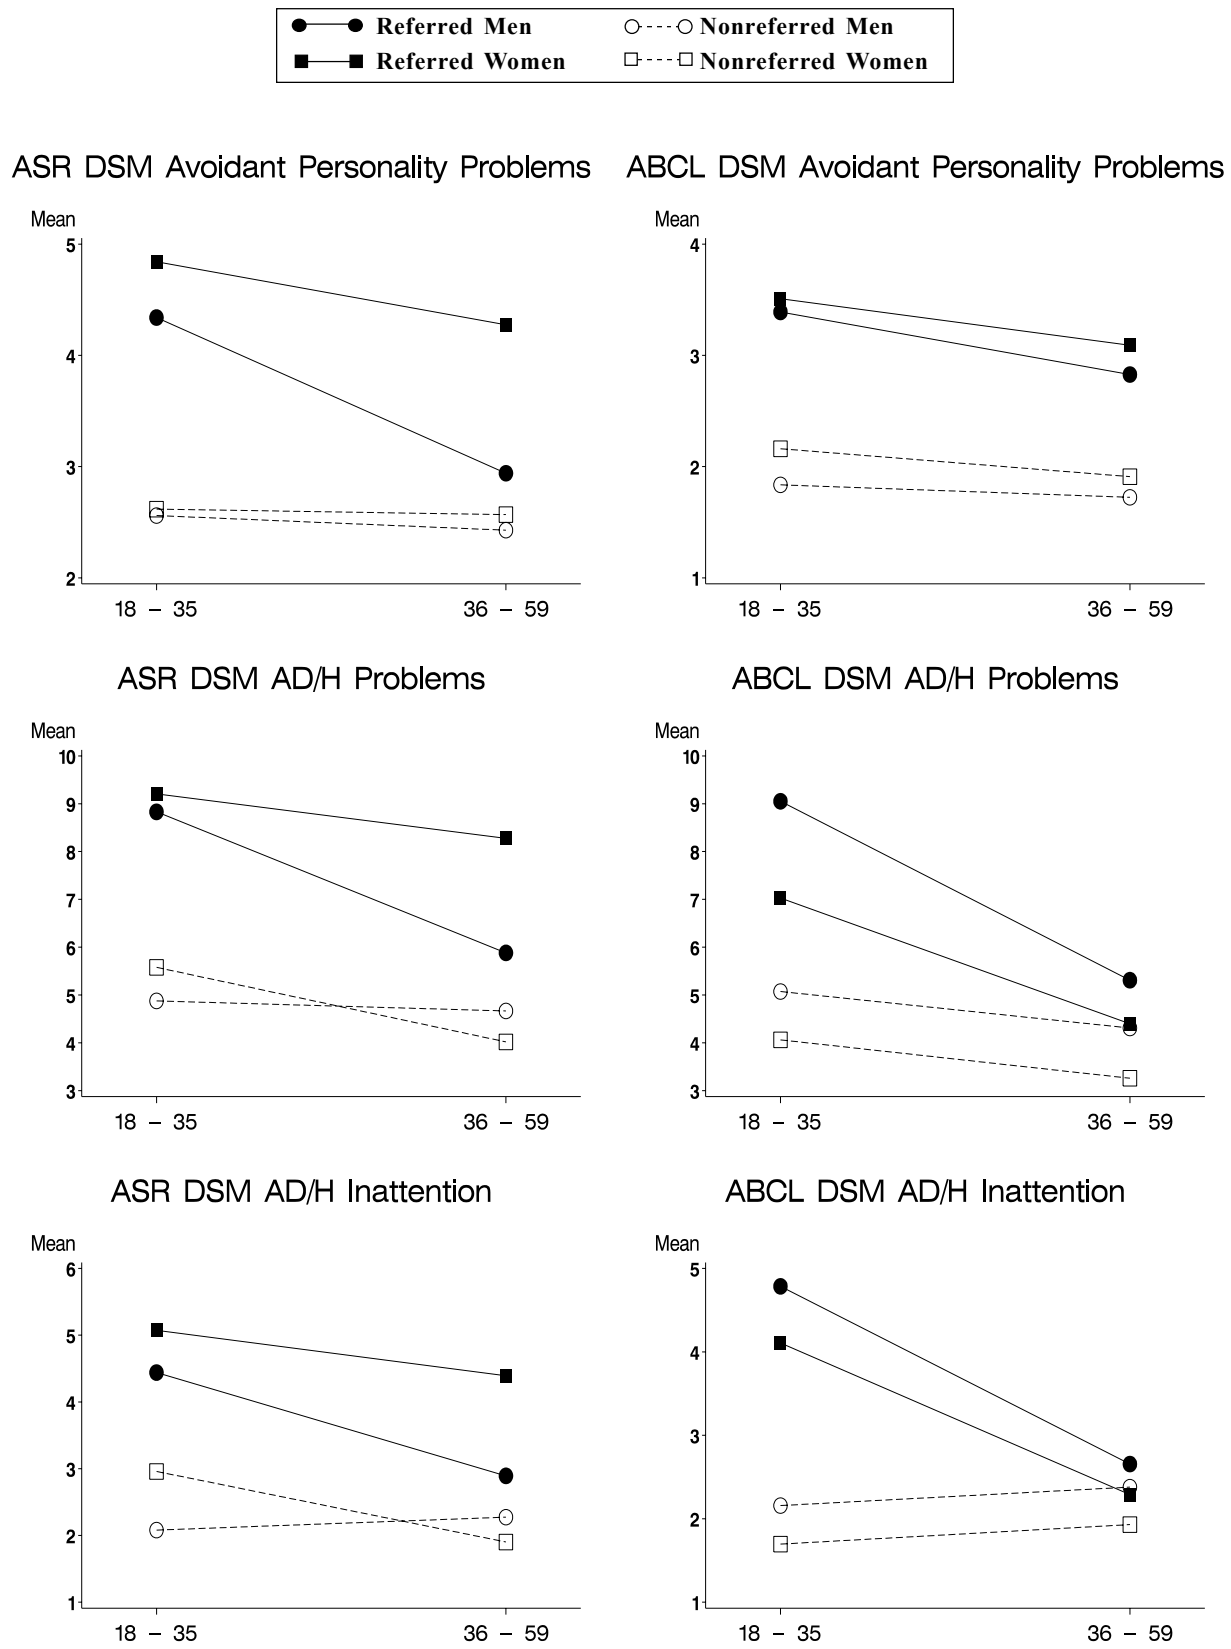 Referred Men Nonreferred Men
Referred Women Nonreferred Women
ASR DSM Avoidant Personality Problems
Mean
5
4
3
2
18 – 35 36 – 59
ABCL DSM Avoidant Personality Problems
Mean
4
3
2
1
18 – 35 36 – 59
ASR DSM AD/H Problems
Mean
10
9
8
7
6
5
4
3
18 – 35 36 – 59
ABCL DSM AD/H Problems
Mean
10
9
8
7
6
5
4
3
18 – 35 36 – 59
ASR DSM AD/H Inattention
Mean
6
5
4
3
2
1
18 – 35 36 – 59
ABCL DSM AD/H Inattention
Mean
5
4
3
2
1
18 – 35 36 – 59